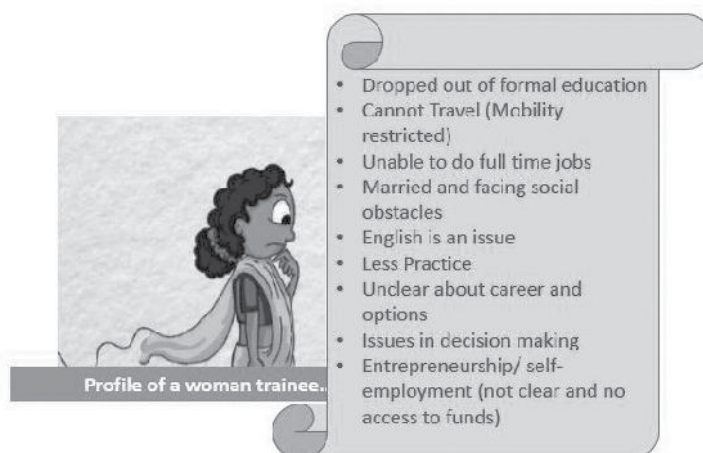 • Dropped out of formal education
• Cannot Travel (Mobility
restricted)
• Unable to do full time jobs
• Married and facing social
obstacles
• English is an issue
• Less Practice
• Unclear about career and
options
• Issues in decision making
• Entrepreneurship/ self-
employment (not clear and no
access to funds)
Profile of a woman trainee..